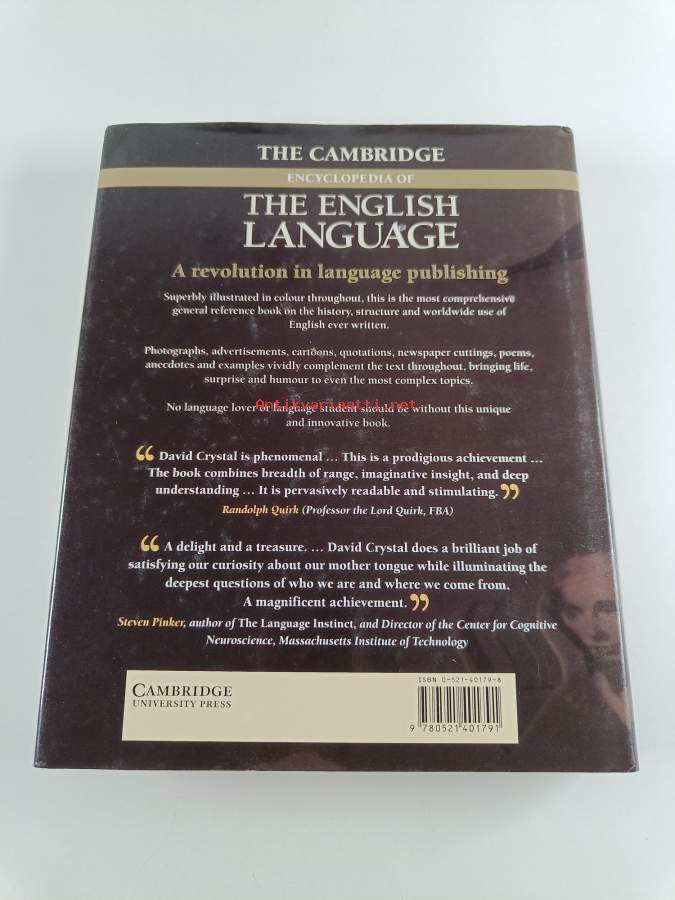 THE CAMBRIDGE
ENCYCLOPEDIA OF
THE ENGLISH
LANGUAGE
A revolution in language publishing
Superbly illustrated in colour throughout, this is the most comprehensive
general reference book on the history, structure and worldwide use of
English ever written.
Photographs, advertisements, cartoons, quotations, newspaper cuttings, poems,
anecdotes and examples vividly complement the text throughout, bringing life,
surprise and humour to even the most complex topics.
Antikvariaatti.net
No language lover or language student should be without this unique
and innovative book.
“ David Crystal is phenomenal … This is a prodigious achievement …
The book combines breadth of range, imaginative insight, and deep
understanding … It is pervasively readable and stimulating. ”
Randolph Quirk (Professor the Lord Quirk, FBA)
“ A delight and a treasure. … David Crystal does a brilliant job of
satisfying our curiosity about our mother tongue while illuminating the
deepest questions of who we are and where we come from.
A magnificent achievement. ”
Steven Pinker, author of The Language Instinct, and Director of the Center for Cognitive
Neuroscience, Massachusetts Institute of Technology
CAMBRIDGE
UNIVERSITY PRESS
ISBN 0-521-40179-8
9 780521 401791